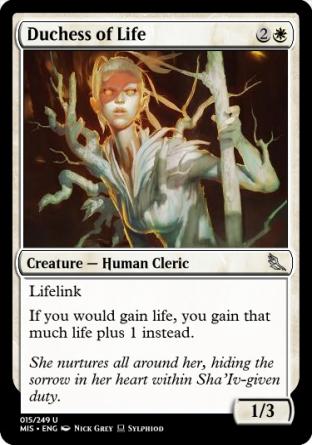 Duchess of Life 2
Creature — Human Cleric
Lifelink
If you would gain life, you gain that
much life plus 1 instead.
She nurtures all around her, hiding the
sorrow in her heart within Sha'Iv-given
duty.
1/3
015/249 U
MIS • ENG Nick Grey Sylphiod